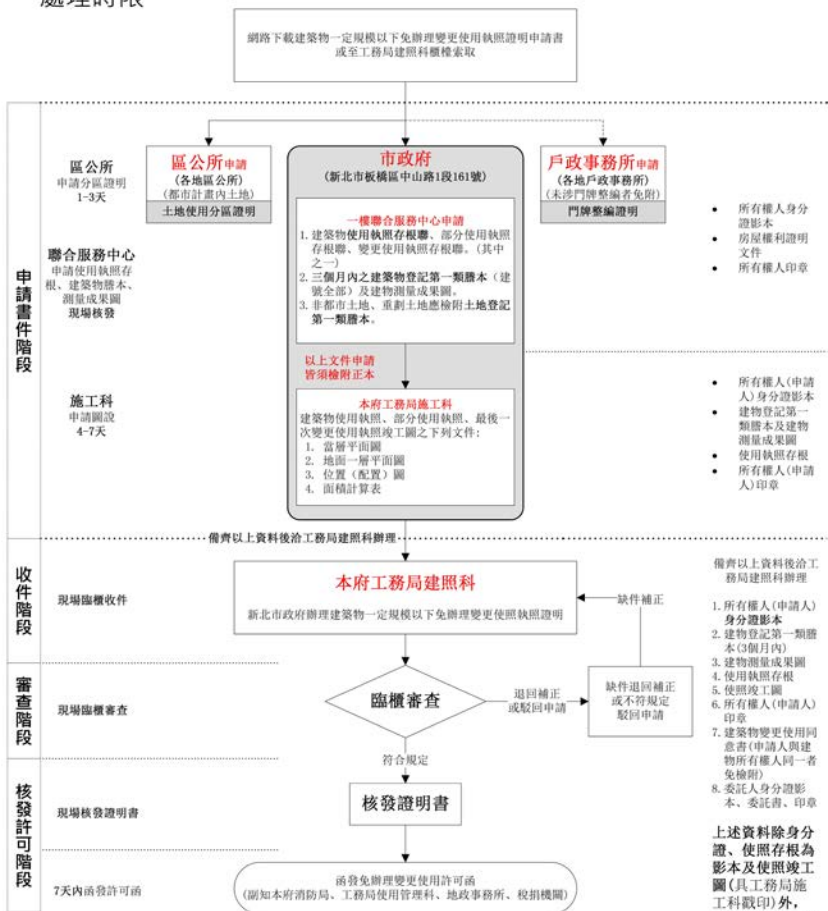 處理時限
網路下載建築物一定規模以下免辦理變更使用執照證明申請書
或至工務局建照科櫃檯索取
申請書件階段
區公所
申請分區證明
1-3天
聯合服務中心
申請使用執照存
根、建築物謄本、
測量成果圖
現場核發
施工科
申請圖說
4-7天
區公所申請
(各地區公所)
(都市計畫內土地)
土地使用分區證明
市政府
(新北市板橋區中山路1段161號)
一樓聯合服務中心申請
1. 建築物使用執照存根聯、部分使用執照
存根聯、變更使用執照存根聯。(其中
之一)
2. 三個月內之建築物登記第一類謄本（建
號全部）及建物測量成果圖。
3. 非都市土地、重劃土地應檢附土地登記
第一類謄本。
以上文件申請
皆須檢附正本
本府工務局施工科
建築物使用執照、部分使用執照、最後一
次變更使用執照竣工圖之下列文件:
1. 當層平面圖
2. 地面一層平面圖
3. 位置（配置）圖
4. 面積計算表
戶政事務所申請
(各地戶政事務所)
(未涉門牌整編者免附)
門牌整編證明
• 所有權人身分
證影本
• 房屋權利證明
文件
• 所有權人印章
• 所有權人(申請
人)身分證影本
• 建物登記第一
類謄本及建物
測量成果圖
• 使用執照存根
• 所有權人(申請
人)印章
備齊以上資料後洽工務局建照科辦理
收件階段
現場臨櫃收件
本府工務局建照科
新北市政府辦理建築物一定規模以下免辦理變更使照執照證明
缺件補正
審查階段
現場臨櫃審查
臨櫃審查
退回補正
或駁回申請
缺件退回補正
或不符規定
駁回申請
符合規定
核發許可階段
現場核發證明書
核發證明書
7天內函發許可函
函發免辦理變更使用許可函
(副知本府消防局、工務局使用管理科、地政事務所、稅捐機關)
備齊以上資料後洽工
務局建照科辦理
1. 所有權人(申請人)
身分證影本
2. 建物登記第一類謄
本(3個月內)
3. 建物測量成果圖
4. 使用執照存根
5. 使照竣工圖
6. 所有權人(申請人)
印章
7. 建築物變更使用同
意書(申請人與建
物所有權人同一者
免檢附)
8. 委託人身分證影
本、委託書、印章
上述資料除身分
證、使照存根為
影本及使照竣工
圖(具工務局施
工科戳印)外，